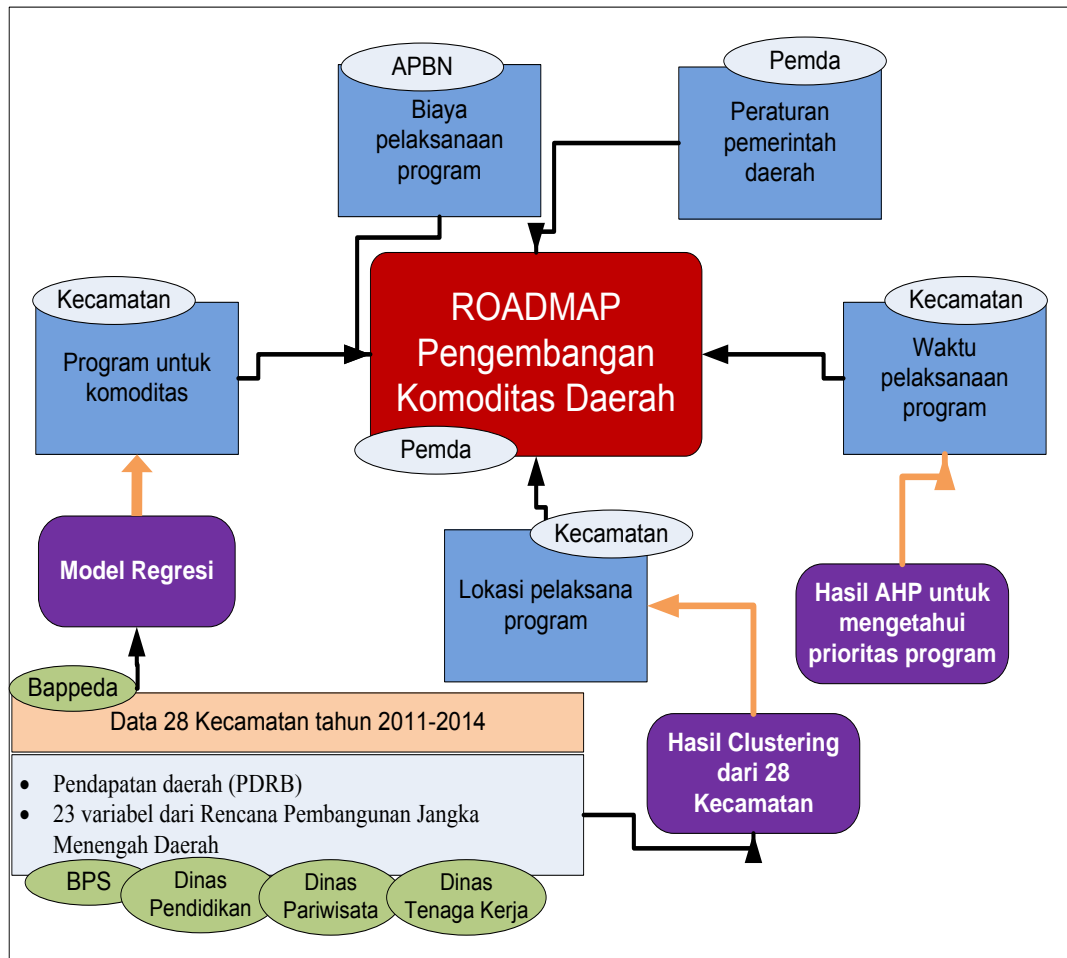 APBN
Biaya
pelaksanaan
program
Pemda
Peraturan
pemerintah
daerah
Kecamatan
Program untuk
komoditas
ROADMAP
Pengembangan
Komoditas Daerah
Pemda
Kecamatan
Waktu
pelaksanaan
program
Model Regresi
Kecamatan
Lokasi pelaksana
program
Hasil AHP untuk
mengetahui
prioritas program
Bappeda
Data 28 Kecamatan tahun 2011-2014
• Pendapatan daerah (PDRB)
• 23 variabel dari Rencana Pembangunan Jangka
Menengah Daerah
Hasil Clustering
dari 28
Kecamatan
BPS
Dinas
Pendidikan
Dinas
Pariwisata
Dinas
Tenaga Kerja